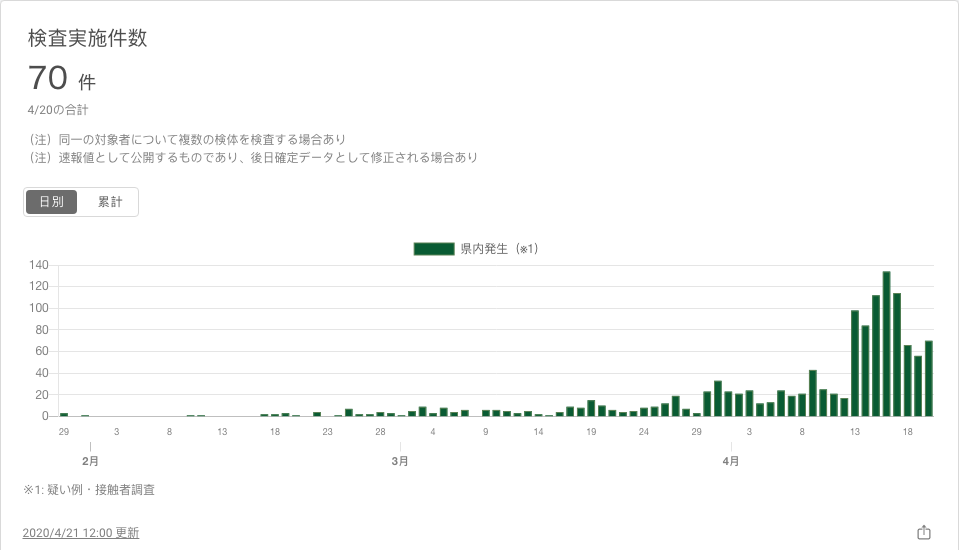 検査実施件数
70 件
4/20の合計
（注）同一の対象者について複数の検体を検査する場合あり
（注）速報値として公開するものであり、後日確定データとして修正される場合あり
日別 累計
県内発生（※1）
140
120
100
80
60
40
20
0
29 3 8 13 18 23 28 4 9 14 19 24 29 3 8 13 18
2月 3月 4月
※1: 疑い例・接触者調査
2020/4/21 12:00 更新